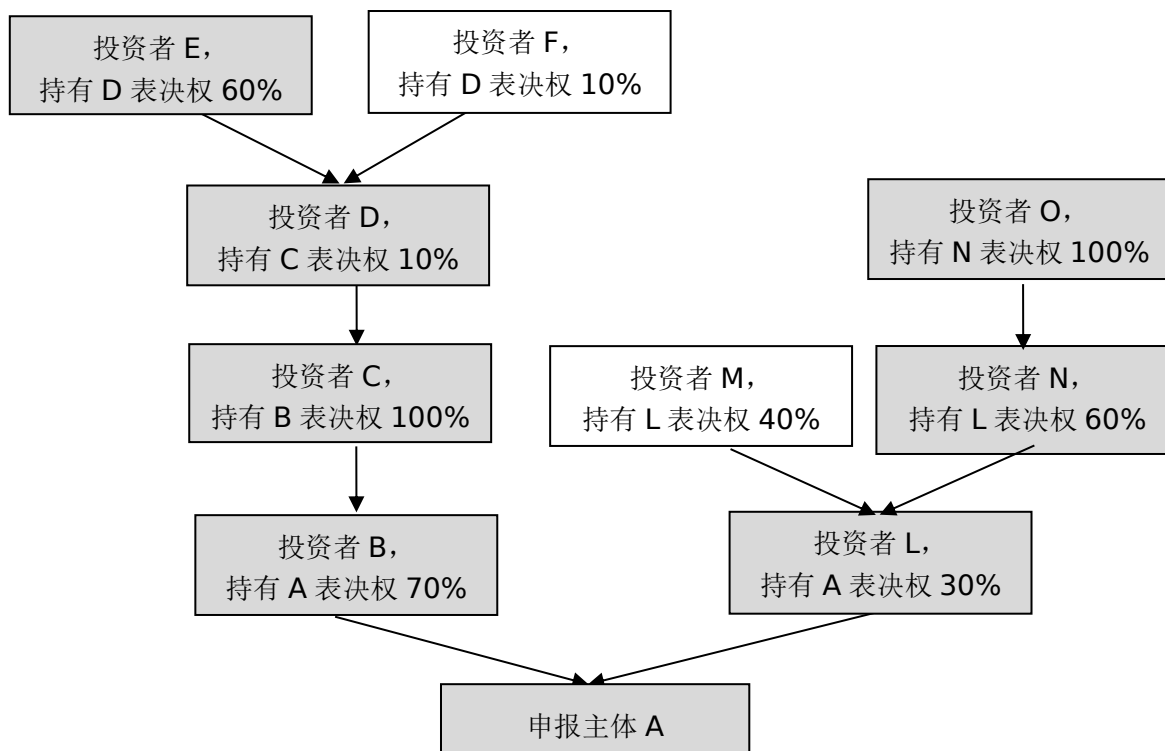 投资者 E，
持有 D 表决权 60%
投资者 F，
持有 D 表决权 10%
投资者 D，
持有 C 表决权 10%
投资者 O，
持有 N 表决权 100%
投资者 C，
持有 B 表决权 100%
投资者 M，
持有 L 表决权 40%
投资者 N，
持有 L 表决权 60%
投资者 B，
持有 A 表决权 70%
投资者 L，
持有 A 表决权 30%
申报主体 A